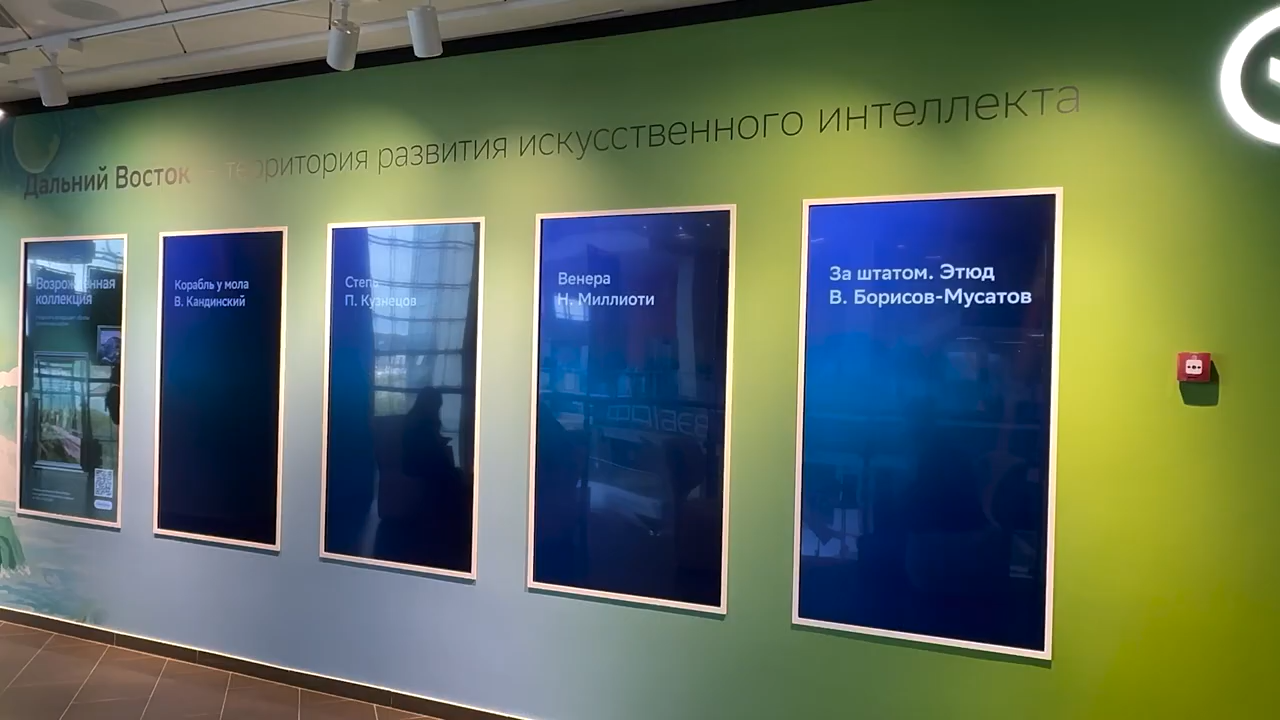 Дальний Восток – территория развития искусственного интеллекта
Возрождённая
коллекция
Корабль у мола
В. Кандинский
Степь
П. Кузнецов
Венера
Н. Миллиоти
За штатом. Этюд
В. Борисов-Мусатов